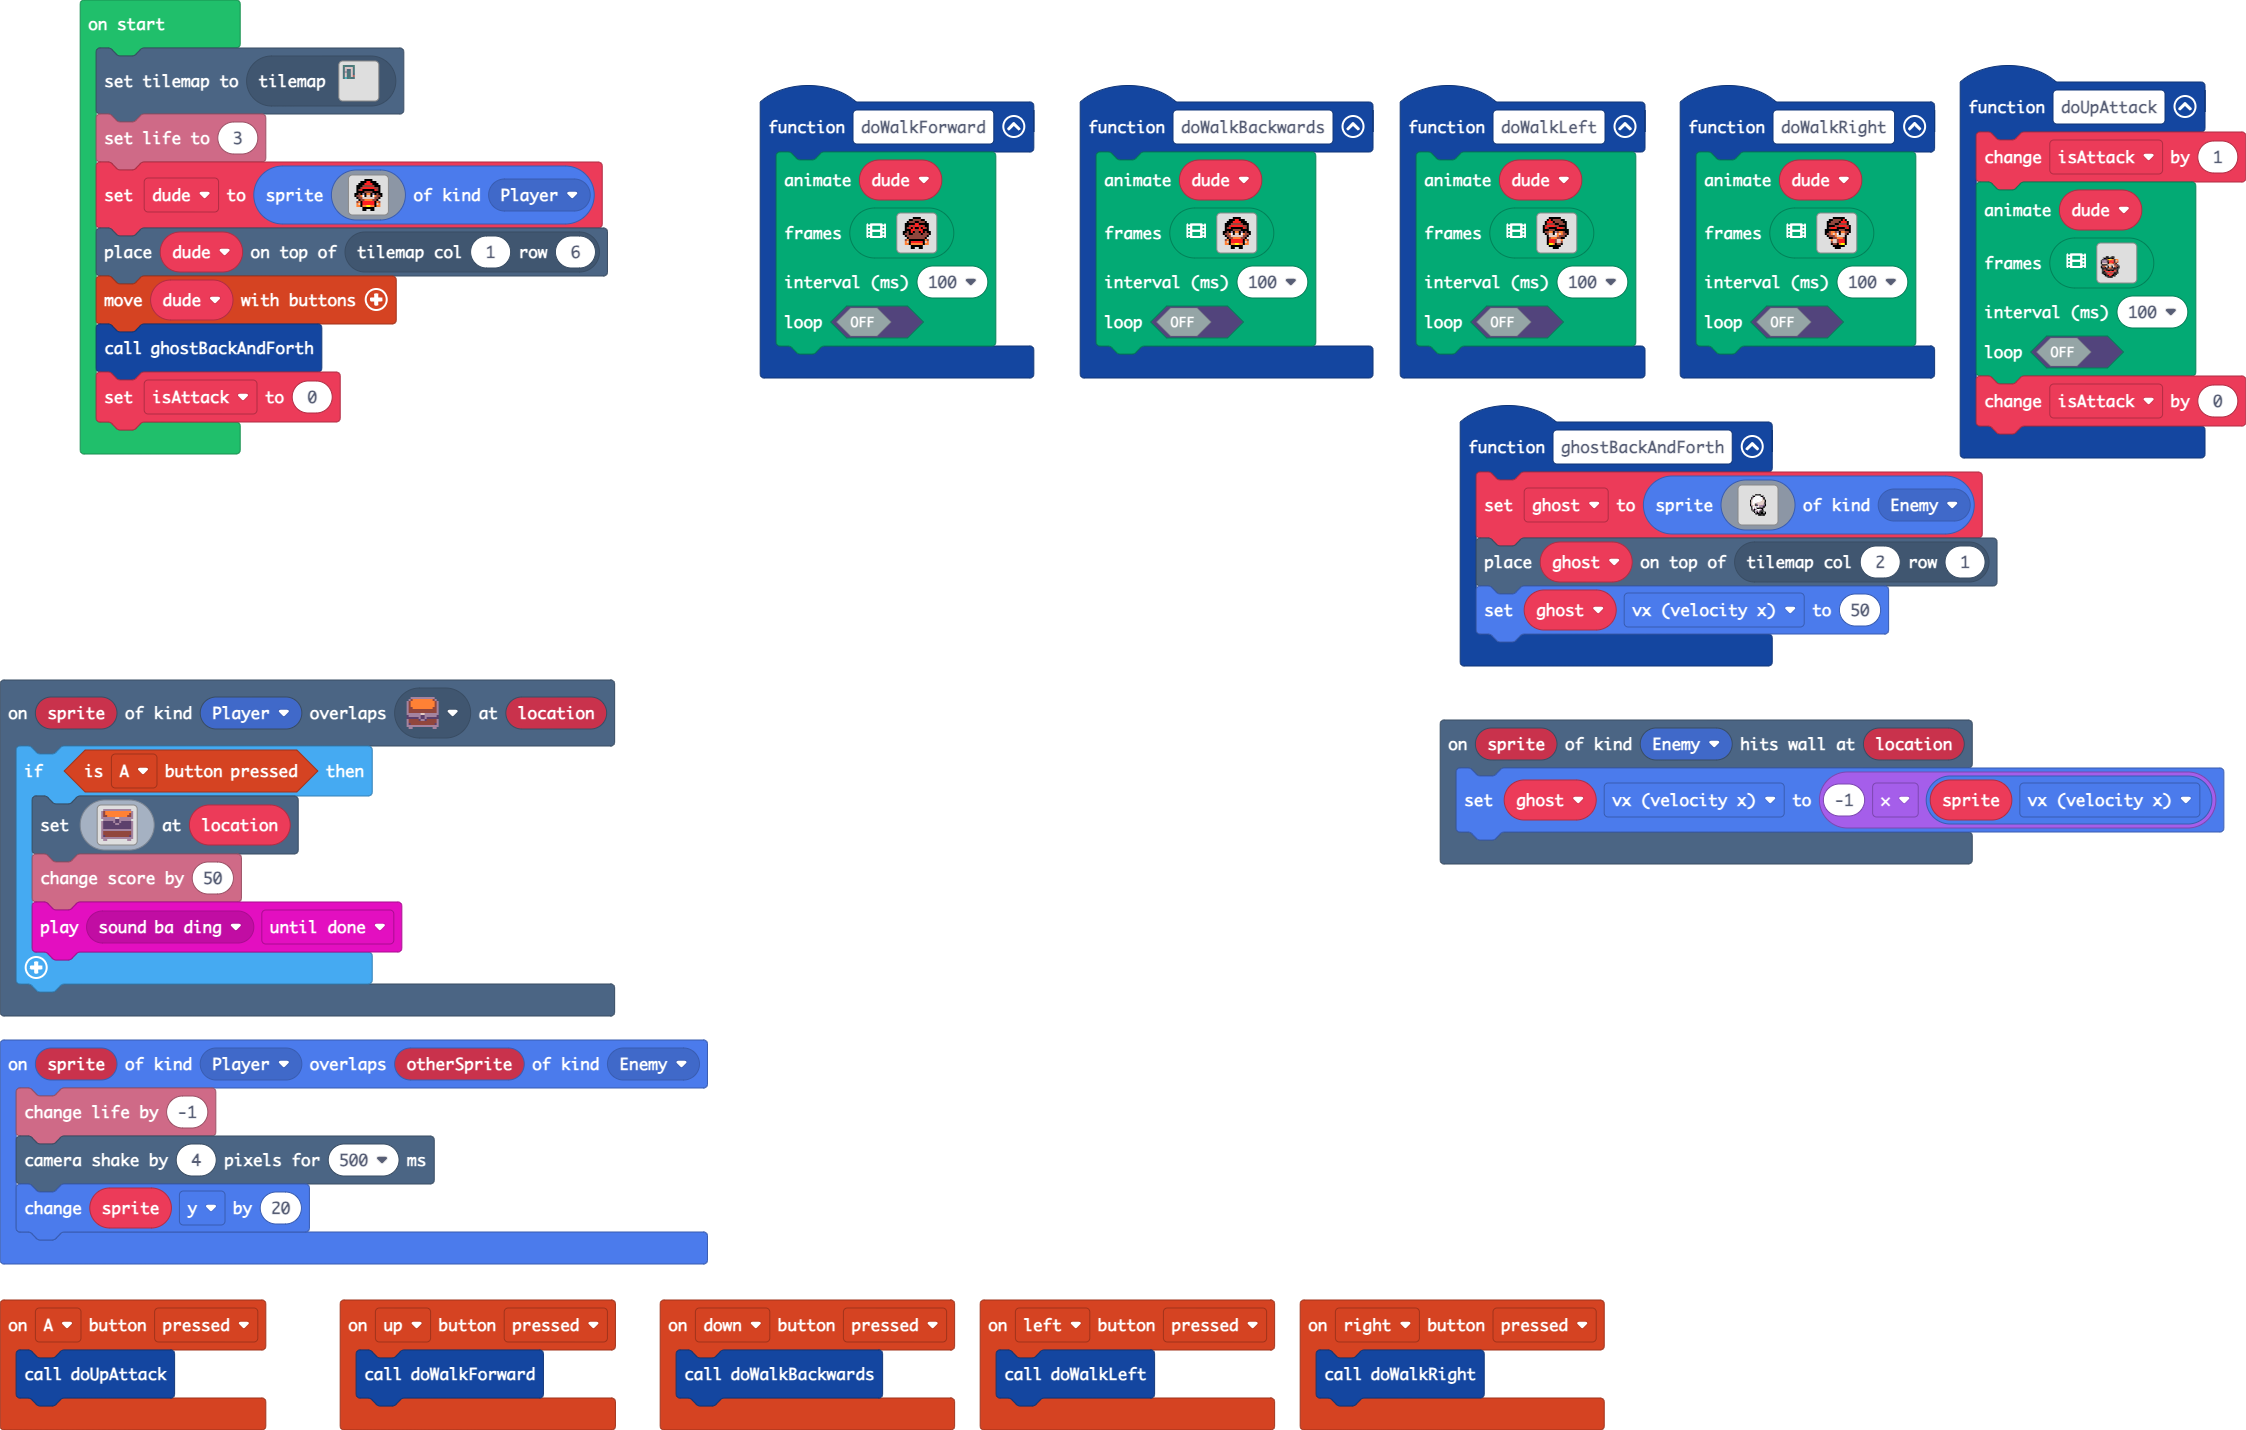 on start
set tilemap to tilemap
set life to 3
set dude to sprite of kind Player
place dude on top of tilemap col 1 row 6
move dude with buttons
call ghostBackAndForth
set isAttack to 0
function doWalkForward
animate dude
frames
interval (ms) 100
loop OFF
function doWalkBackwards
animate dude
frames
interval (ms) 100
loop OFF
function doWalkLeft
animate dude
frames
interval (ms) 100
loop OFF
function doWalkRight
animate dude
frames
interval (ms) 100
loop OFF
function doUpAttack
change isAttack by 1
animate dude
frames
interval (ms) 100
loop OFF
change isAttack by 0
function ghostBackAndForth
set ghost to sprite of kind Enemy
place ghost on top of tilemap col 2 row 1
set ghost vx (velocity x) to 50
on sprite of kind Player overlaps at location
if is A button pressed then
set at location
change score by 50
play sound ba ding until done
on sprite of kind Enemy hits wall at location
set ghost vx (velocity x) to -1 x sprite vx (velocity x)
on sprite of kind Player overlaps otherSprite of kind Enemy
change life by -1
camera shake by 4 pixels for 500 ms
change sprite y by 20
on A button pressed
call doUpAttack
on up button pressed
call doWalkForward
on down button pressed
call doWalkBackwards
on left button pressed
call doWalkLeft
on right button pressed
call doWalkRight